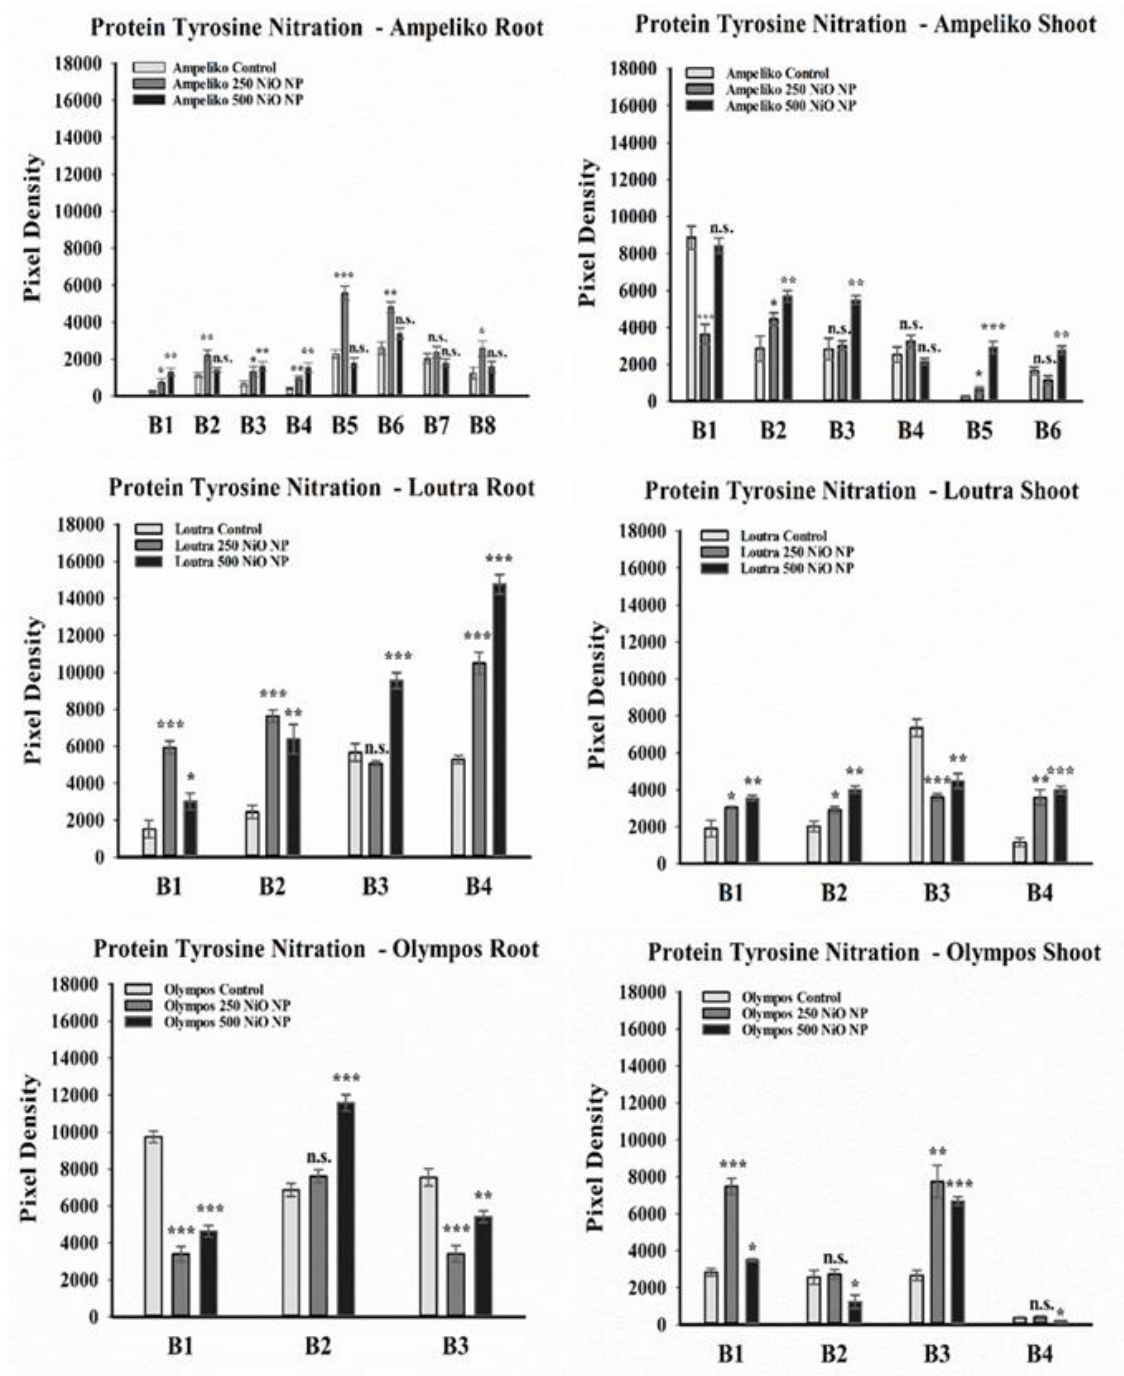 Protein Tyrosine Nitration - Ampeliko Root
18000
16000
14000
12000
10000
8000
6000
4000
2000
0
Pixel Density
Ampeliko Control
Ampeliko 250 NiO NP
Ampeliko 500 NiO NP
* **
** n.s.
* **
** **
*** n.s.
** n.s.
n.s. n.s.
* n.s.
B1 B2 B3 B4 B5 B6 B7 B8
Protein Tyrosine Nitration - Ampeliko Shoot
18000
16000
14000
12000
10000
8000
6000
4000
2000
0
Pixel Density
Ampeliko Control
Ampeliko 250 NiO NP
Ampeliko 500 NiO NP
*** n.s.
* **
n.s. **
n.s. n.s.
* ***
n.s. **
B1 B2 B3 B4 B5 B6
Protein Tyrosine Nitration - Loutra Root
18000
16000
14000
12000
10000
8000
6000
4000
2000
0
Pixel Density
Loutra Control
Loutra 250 NiO NP
Loutra 500 NiO NP
*** *
*** **
n.s. ***
*** ***
B1 B2 B3 B4
Protein Tyrosine Nitration - Loutra Shoot
18000
16000
14000
12000
10000
8000
6000
4000
2000
0
Pixel Density
Loutra Control
Loutra 250 NiO NP
Loutra 500 NiO NP
* **
* **
*** **
** ***
B1 B2 B3 B4
Protein Tyrosine Nitration - Olympos Root
18000
16000
14000
12000
10000
8000
6000
4000
2000
0
Pixel Density
Olympos Control
Olympos 250 NiO NP
Olympos 500 NiO NP
*** ***
n.s. ***
*** **
B1 B2 B3
Protein Tyrosine Nitration - Olympos Shoot
18000
16000
14000
12000
10000
8000
6000
4000
2000
0
Pixel Density
Olympos Control
Olympos 250 NiO NP
Olympos 500 NiO NP
*** *
n.s. *
** ***
n.s. *
B1 B2 B3 B4